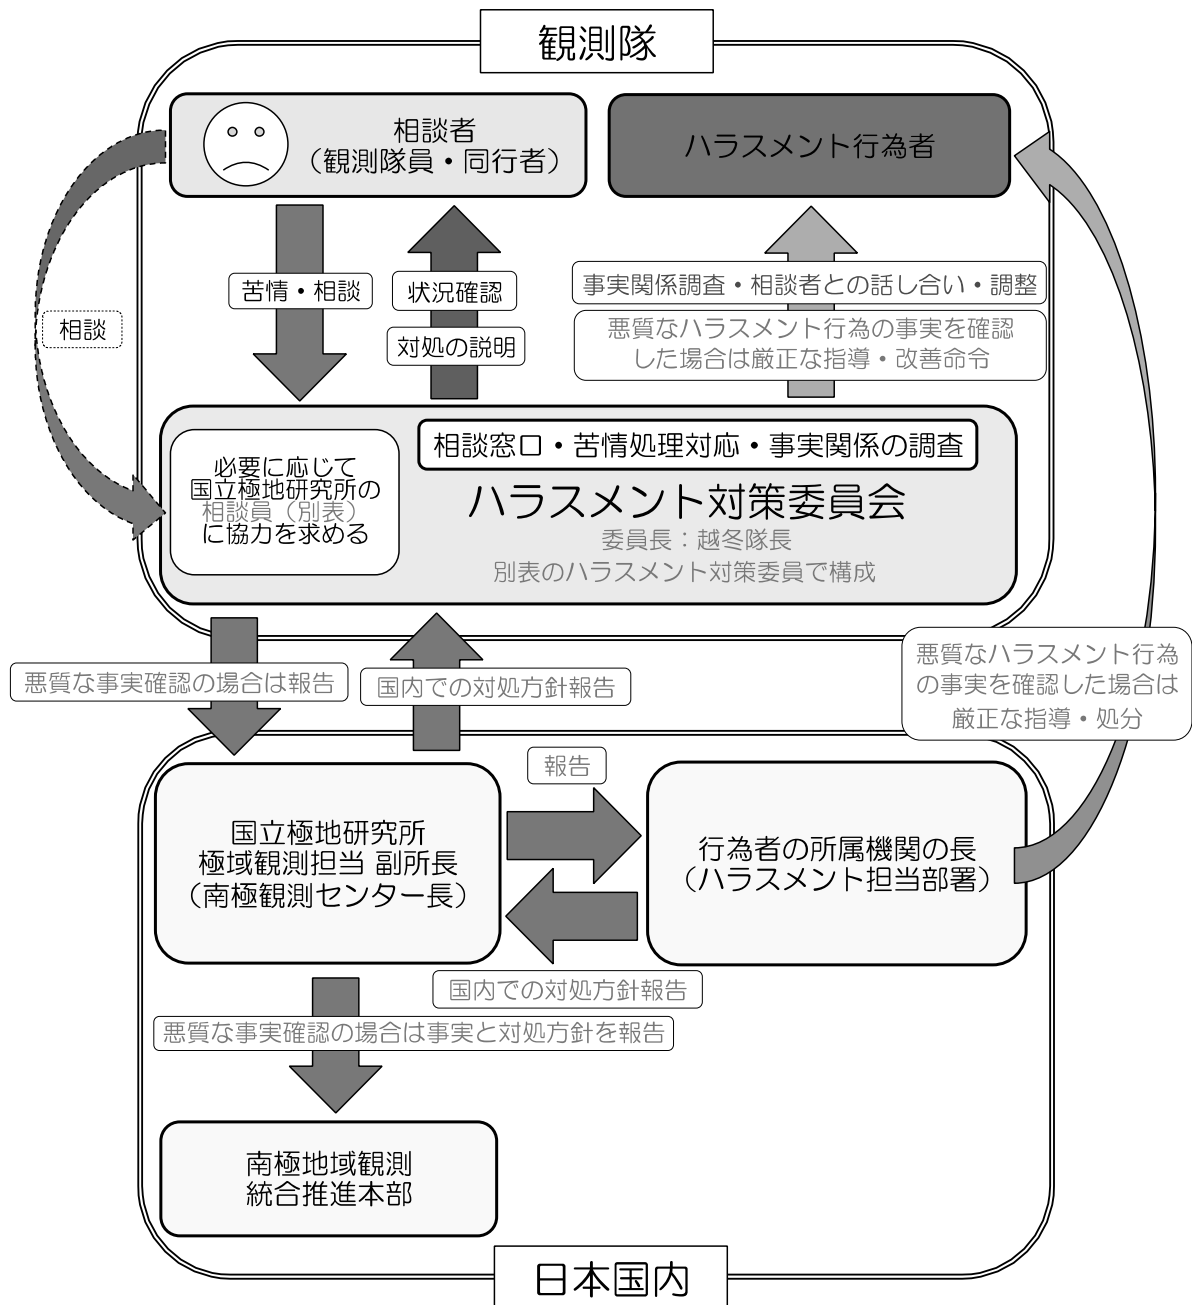 観測隊
相談者
（観測隊員・同行者）
ハラスメント行為者
苦情・相談
状況確認
対処の説明
事実関係調査・相談者との話し合い・調整
悪質なハラスメント行為の事実を確認
した場合は厳正な指導・改善命令
相談
相談窓口・苦情処理対応・事実関係の調査
必要に応じて
国立極地研究所の
相談員（別表）
に協力を求める
ハラスメント対策委員会
委員長：越冬隊長
別表のハラスメント対策委員で構成
悪質な事実確認の場合は報告
国内での対処方針報告
悪質なハラスメント行為
の事実を確認した場合は
厳正な指導・処分
報告
国立極地研究所
極域観測担当 副所長
（南極観測センター長）
行為者の所属機関の長
（ハラスメント担当部署）
国内での対処方針報告
悪質な事実確認の場合は事実と対処方針を報告
南極地域観測
統合推進本部
日本国内